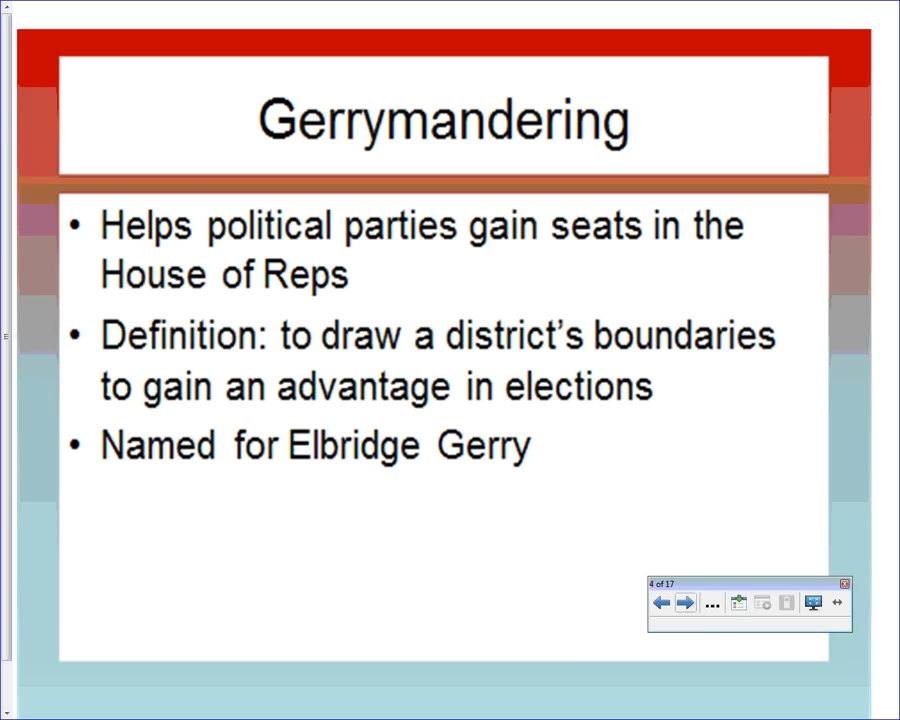 Gerrymandering
• Helps political parties gain seats in the
House of Reps
• Definition: to draw a district's boundaries
to gain an advantage in elections
• Named for Elbridge Gerry
4 of 17